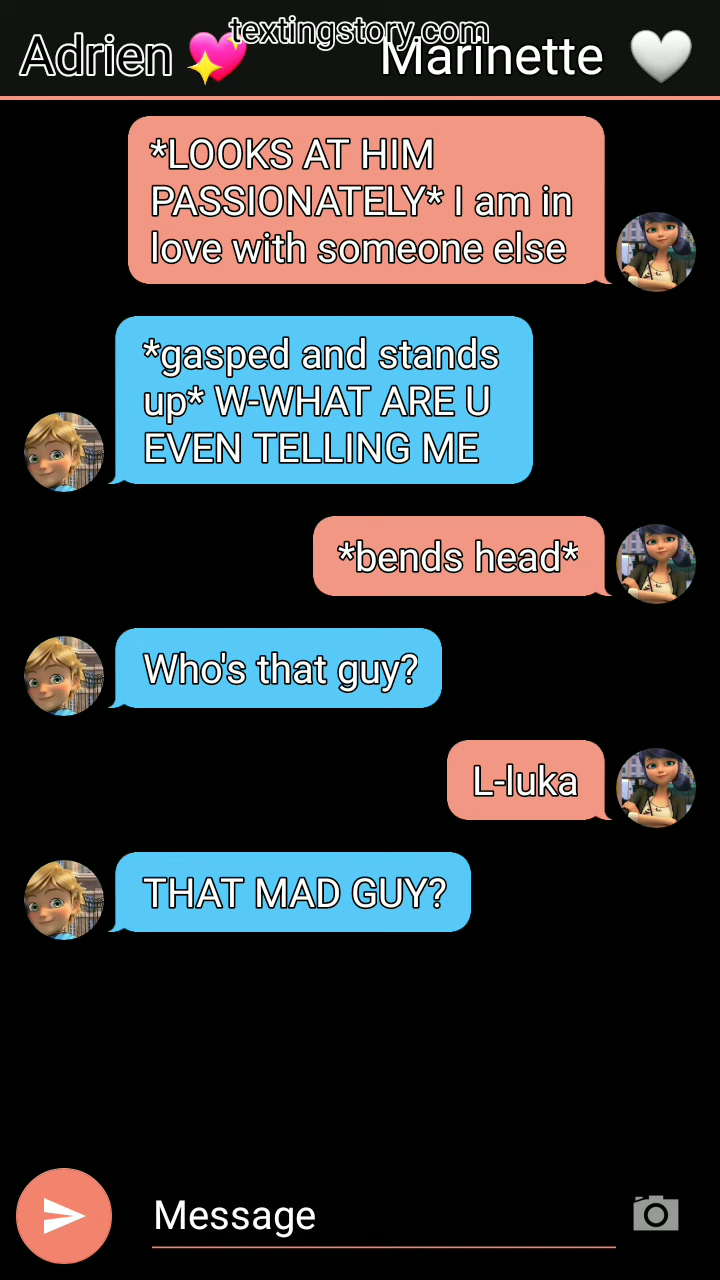 textingstory.com
Adrien 💖 Marinette 🤍
*LOOKS AT HIM
PASSIONATELY* I am in
love with someone else
*gasped and stands
up* W-WHAT ARE U
EVEN TELLING ME
*bends head*
Who's that guy?
L-luka
THAT MAD GUY?
Message